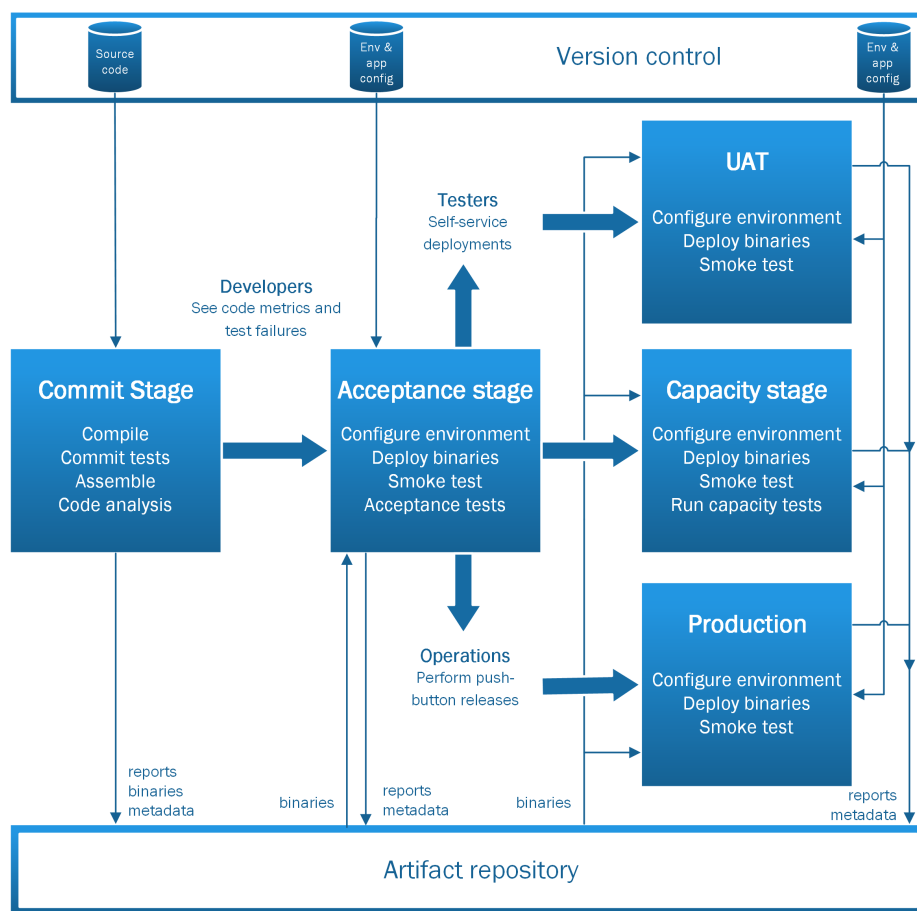 Source
code
Env &
app
config
Version control
Env &
app
config
UAT
Configure environment
Deploy binaries
Smoke test
Testers
Self-service
deployments
Developers
See code metrics and
test failures
Commit Stage
Compile
Commit tests
Assemble
Code analysis
Acceptance stage
Configure environment
Deploy binaries
Smoke test
Acceptance tests
Capacity stage
Configure environment
Deploy binaries
Smoke test
Run capacity tests
Operations
Perform push-
button releases
Production
Configure environment
Deploy binaries
Smoke test
reports
binaries
metadata
binaries
reports
metadata
binaries
reports
metadata
Artifact repository